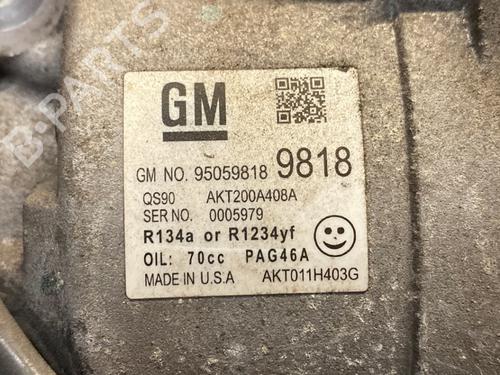 B-PARTS
GM
GM NO. 95059818 9818
QS90 AKT200A408A
SER NO. 0005979
R134a or R1234yf
OIL: 70cc PAG46A
MADE IN U.S.A AKT011H403G